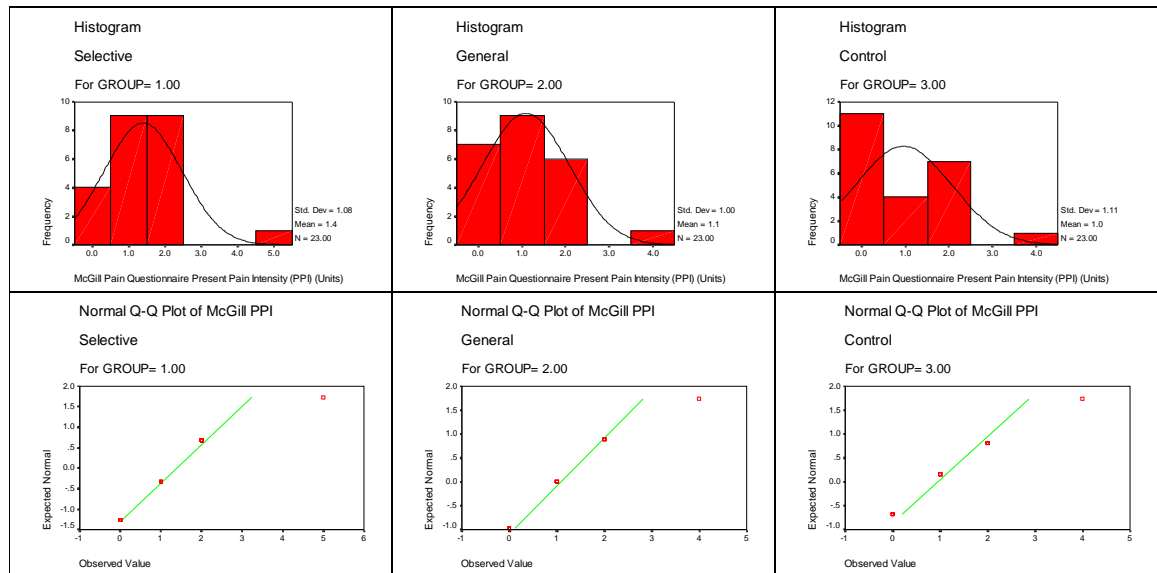 Histogram
Selective
For GROUP= 1.00
10
8
6
4
2
0
Frequency
0.0 1.0 2.0 3.0 4.0 5.0
Std. Dev = 1.08
Mean = 1.4
N = 23.00
McGill Pain Questionnaire Present Pain Intensity (PPI) (Units)
Histogram
General
For GROUP= 2.00
10
8
6
4
2
0
Frequency
0.0 1.0 2.0 3.0 4.0
Std. Dev = 1.00
Mean = 1.1
N = 23.00
McGill Pain Questionnaire Present Pain Intensity (PPI) (Units)
Histogram
Control
For GROUP= 3.00
12
10
8
6
4
2
0
Frequency
0.0 1.0 2.0 3.0 4.0
Std. Dev = 1.11
Mean = 1.0
N = 23.00
McGill Pain Questionnaire Present Pain Intensity (PPI) (Units)
Normal Q-Q Plot of McGill PPI
Selective
For GROUP= 1.00
2.0
1.5
1.0
.5
0.0
-.5
-1.0
-1.5
Expected Normal
-1 0 1 2 3 4 5 6
Observed Value
Normal Q-Q Plot of McGill PPI
General
For GROUP= 2.00
2.0
1.5
1.0
.5
0.0
-.5
-1.0
Expected Normal
-1 0 1 2 3 4 5
Observed Value
Normal Q-Q Plot of McGill PPI
Control
For GROUP= 3.00
2.0
1.5
1.0
.5
0.0
-.5
-1.0
Expected Normal
-1 0 1 2 3 4 5
Observed Value